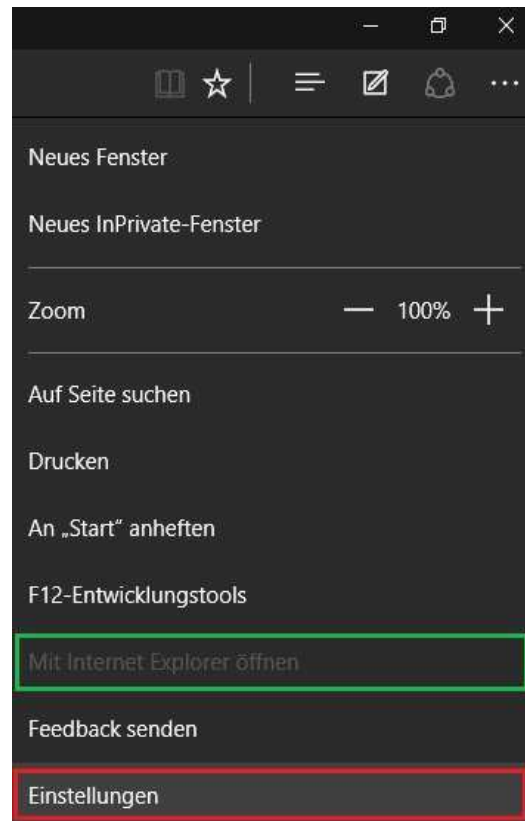 Neues Fenster
Neues InPrivate-Fenster
Zoom 100%
Auf Seite suchen
Drucken
An „Start“ anheften
F12-Entwicklungstools
Mit Internet Explorer öffnen
Feedback senden
Einstellungen